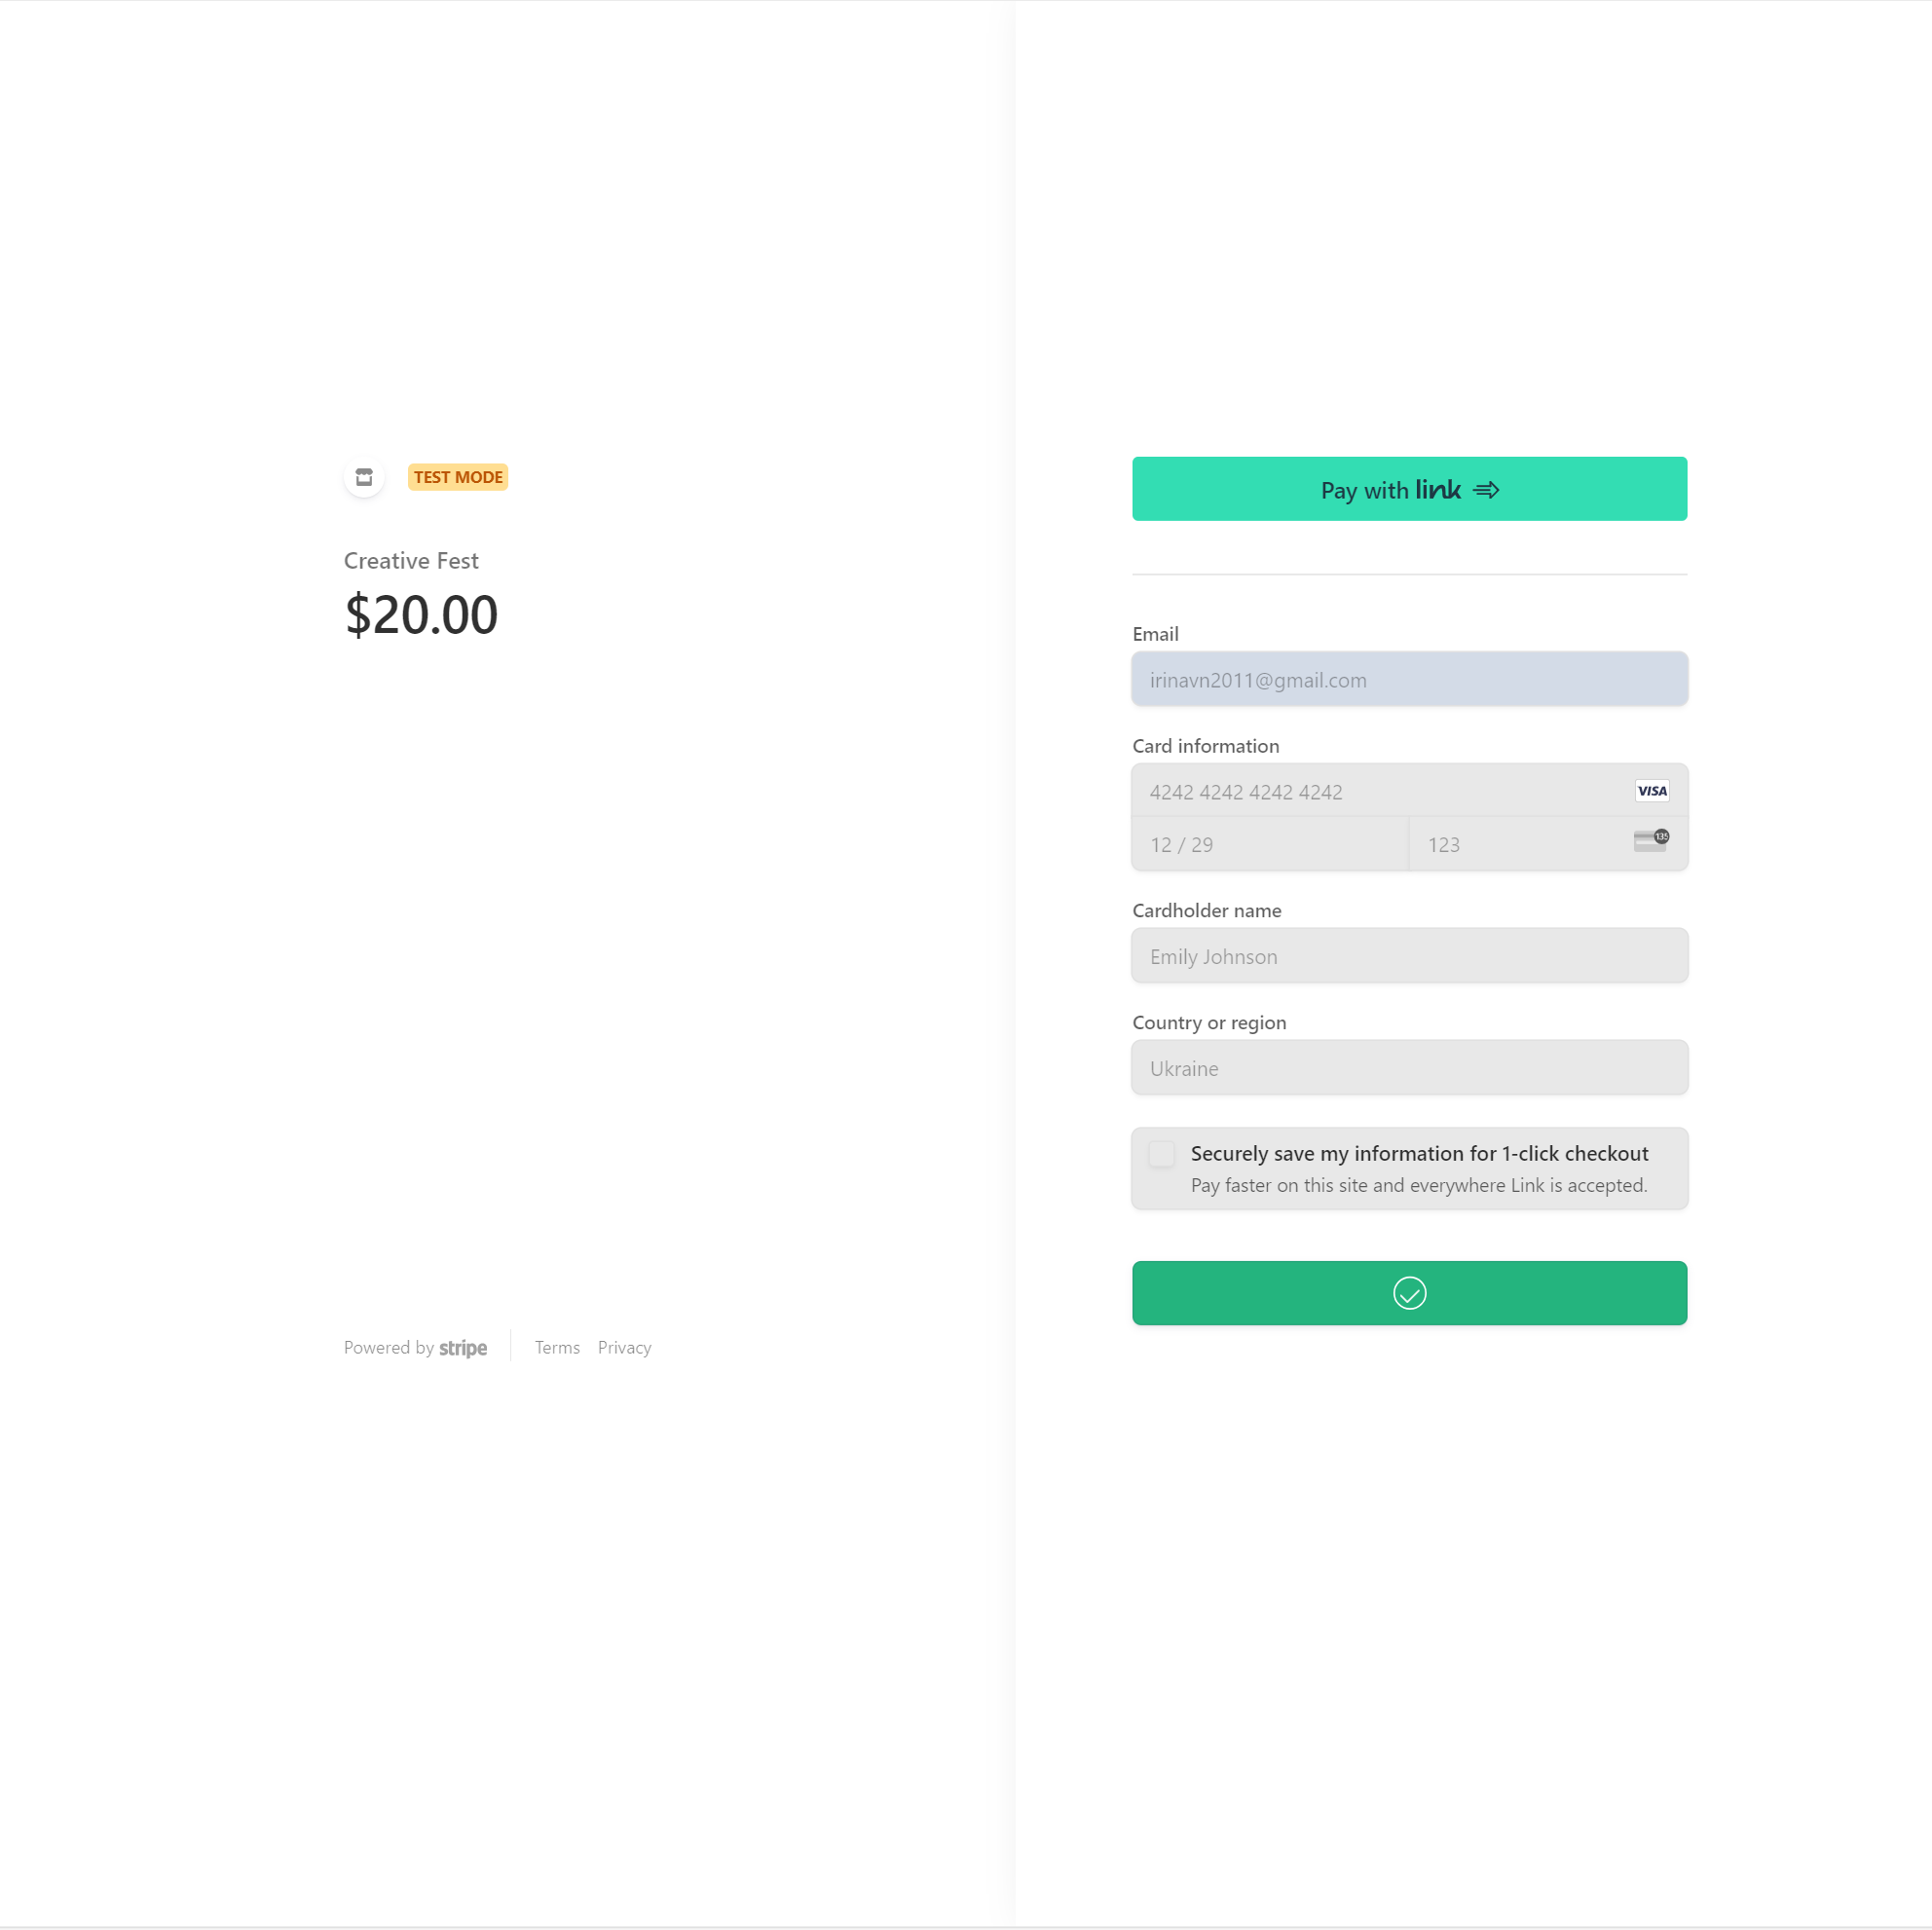 TEST MODE
Creative Fest
$20.00
Powered by stripe
Terms Privacy
Pay with link
Email
irinavn2011@gmail.com
Card information
4242 4242 4242 4242
VISA
12 / 29
123
135
Cardholder name
Emily Johnson
Country or region
Ukraine
Securely save my information for 1-click checkout
Pay faster on this site and everywhere Link is accepted.